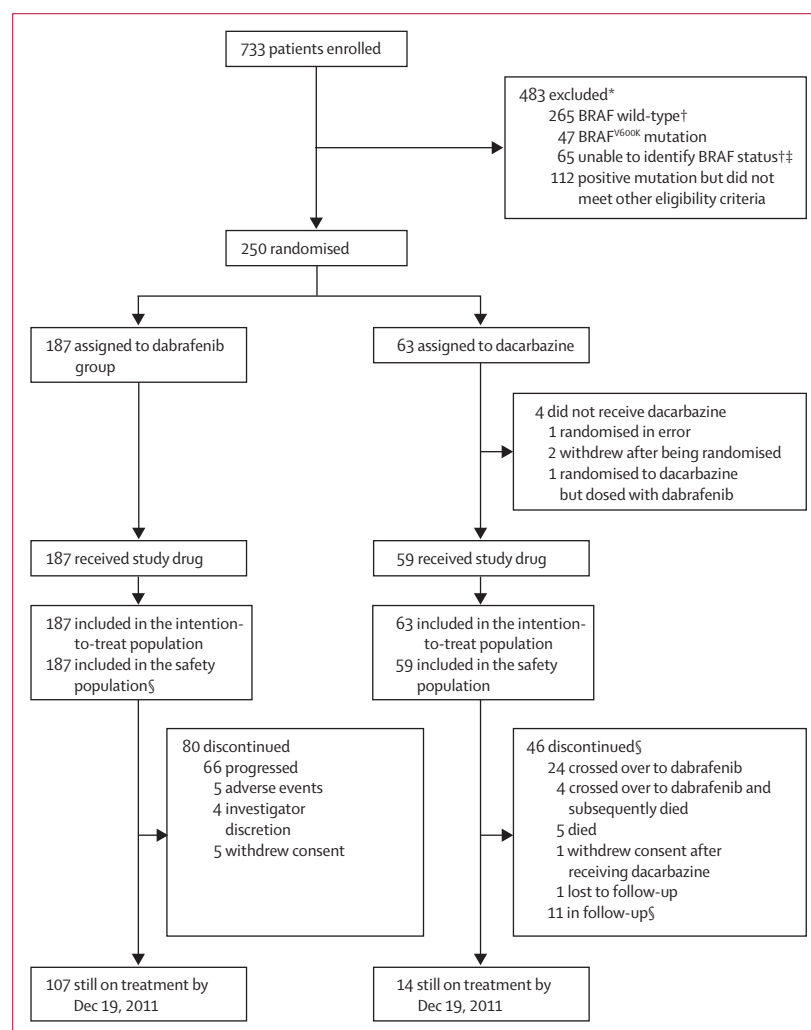 733 patients enrolled
483 excluded*
265 BRAF wild-type†
47 BRAFV600K mutation
65 unable to identify BRAF status†‡
112 positive mutation but did not
meet other eligibility criteria
250 randomised
187 assigned to dabrafenib
group
63 assigned to dacarbazine
4 did not receive dacarbazine
1 randomised in error
2 withdrew after being randomised
1 randomised to dacarbazine
but dosed with dabrafenib
187 received study drug
59 received study drug
187 included in the intention-
to-treat population
187 included in the safety
population§
63 included in the intention-
to-treat population
59 included in the safety
population
80 discontinued
66 progressed
5 adverse events
4 investigator
discretion
5 withdrew consent
46 discontinued§
24 crossed over to dabrafenib
4 crossed over to dabrafenib and
subsequently died
5 died
1 withdrew consent after
receiving dacarbazine
1 lost to follow-up
11 in follow-up§
107 still on treatment by
Dec 19, 2011
14 still on treatment by
Dec 19, 2011